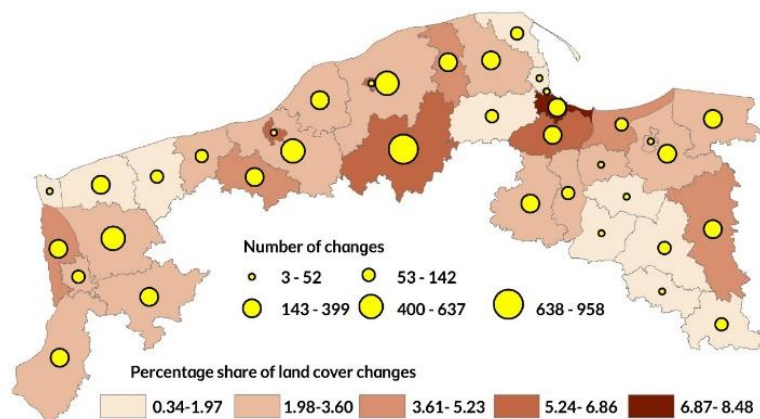 Number of changes
3 - 52 53 - 142
143 - 399 400 - 637 638 - 958
Percentage share of land cover changes
0.34-1.97 1.98-3.60 3.61- 5.23 5.24 - 6.86 6.87- 8.48